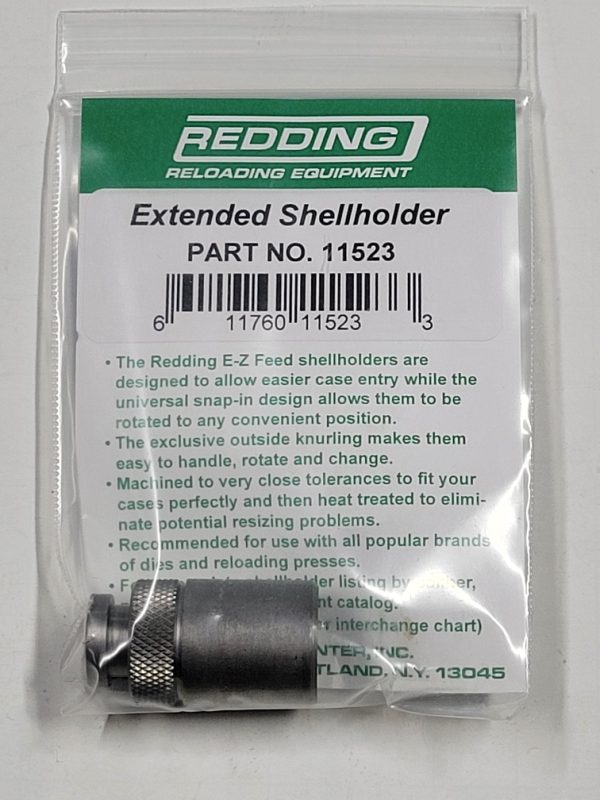 REDDING
RELOADING EQUIPMENT
Extended Shellholder
PART NO. 11523
6 11760 11523 3
• The Redding E-Z Feed shellholders are
designed to allow easier case entry while the
universal snap-in design allows them to be
rotated to any convenient position.
• The exclusive outside knurling makes them
easy to handle, rotate and change.
• Machined to very close tolerances to fit your
cases perfectly and then heat treated to elimi-
nate potential resizing problems.
• Recommended for use with all popular brands
of dies and reloading presses.
• listing by
catalog.
interchange chart)
INC.
N.Y. 13045